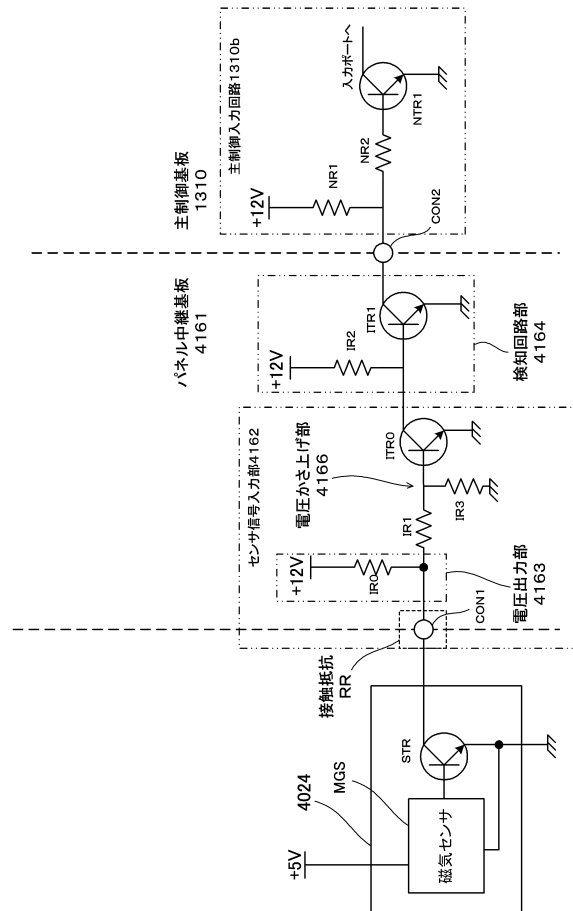 4024
MGS
+5V
磁気センサ
STR
接触抵抗
RR
CON1
センサ信号入力部4162
+12V
IR0
電圧出力部
4163
IR1
電圧かさ上げ部
4166
IR3
ITR0
パネル中継基板
4161
+12V
IR2
ITR1
検知回路部
4164
CON2
主制御基板
1310
主制御入力回路1310b
+12V
NR1
NR2
NTR1
入力ポートへ